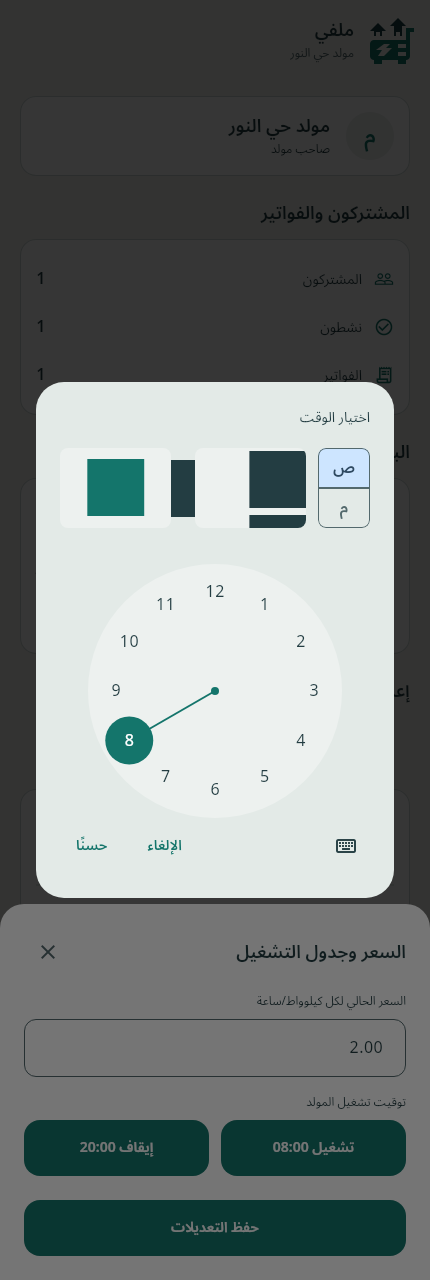 ملفي
مولد حي النور
م
مولد حي النور
صاحب مولد
المشتركون والفواتير
المشتركون 1
نشطون 1
الفواتير 1
اختيار الوقت
ص
م
12
1
2
3
4
5
6
7
8
9
10
11
الإلغاء
حسنًا
السعر وجدول التشغيل
السعر الحالي لكل كيلوواط/ساعة
2.00
توقيت تشغيل المولد
تشغيل 08:00
إيقاف 20:00
حفظ التعديلات